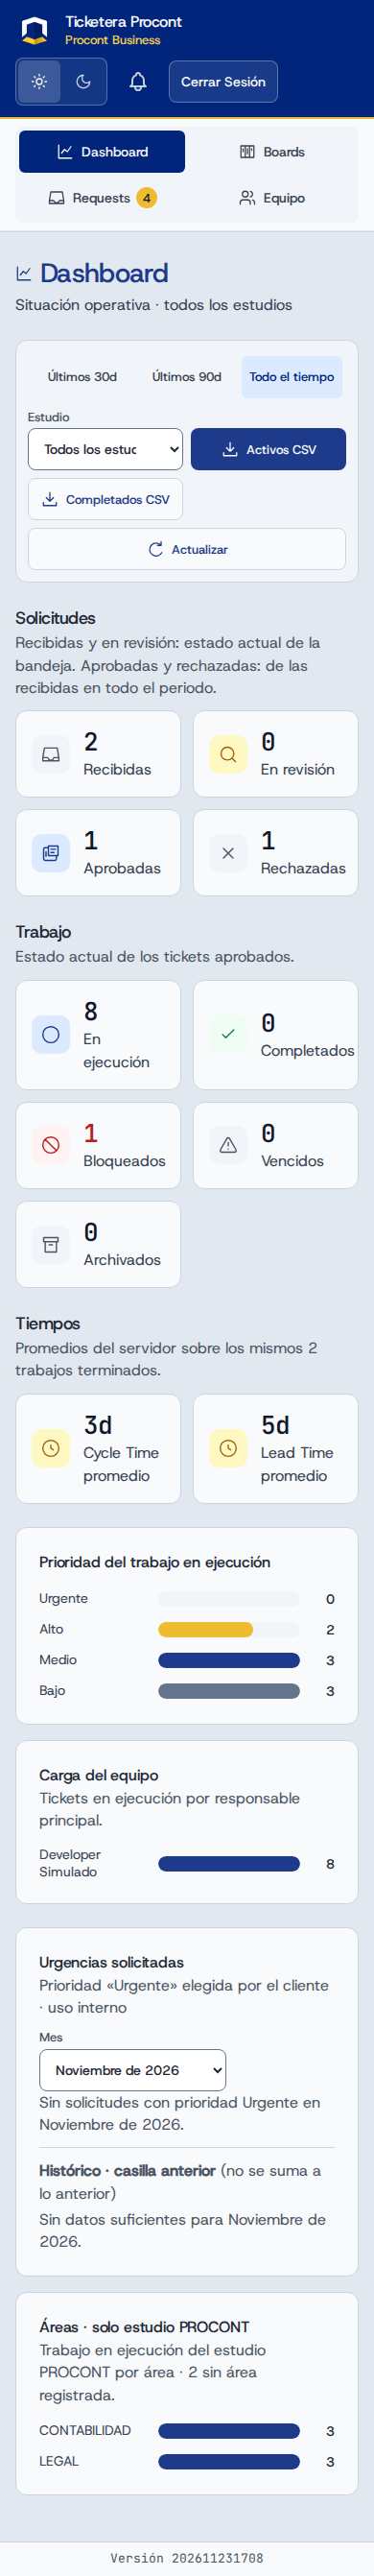 Ticketera Procont
Procont Business
Cerrar Sesión
Dashboard
Boards
Requests 4
Equipo
Dashboard
Situación operativa · todos los estudios
Últimos 30d
Últimos 90d
Todo el tiempo
Estudio
Todos los estuc
Activos CSV
Completados CSV
Actualizar
Solicitudes
Recibidas y en revisión: estado actual de la
bandeja. Aprobadas y rechazadas: de las
recibidas en todo el periodo.
2
Recibidas
0
En revisión
1
Aprobadas
1
Rechazadas
Trabajo
Estado actual de los tickets aprobados.
8
En
ejecución
0
Completados
1
Bloqueados
0
Vencidos
0
Archivados
Tiempos
Promedios del servidor sobre los mismos 2
trabajos terminados.
3d
Cycle Time
promedio
5d
Lead Time
promedio
Prioridad del trabajo en ejecución
Urgente 0
Alto 2
Medio 3
Bajo 3
Carga del equipo
Tickets en ejecución por responsable
principal.
Developer
Simulado
8
Urgencias solicitadas
Prioridad «Urgente» elegida por el cliente
· uso interno
Mes
Noviembre de 2026
Sin solicitudes con prioridad Urgente en
Noviembre de 2026.
Histórico · casilla anterior (no se suma a
lo anterior)
Sin datos suficientes para Noviembre de
2026.
Áreas · solo estudio PROCONT
Trabajo en ejecución del estudio
PROCONT por área · 2 sin área
registrada.
CONTABILIDAD 3
LEGAL 3
Versión 202611231708